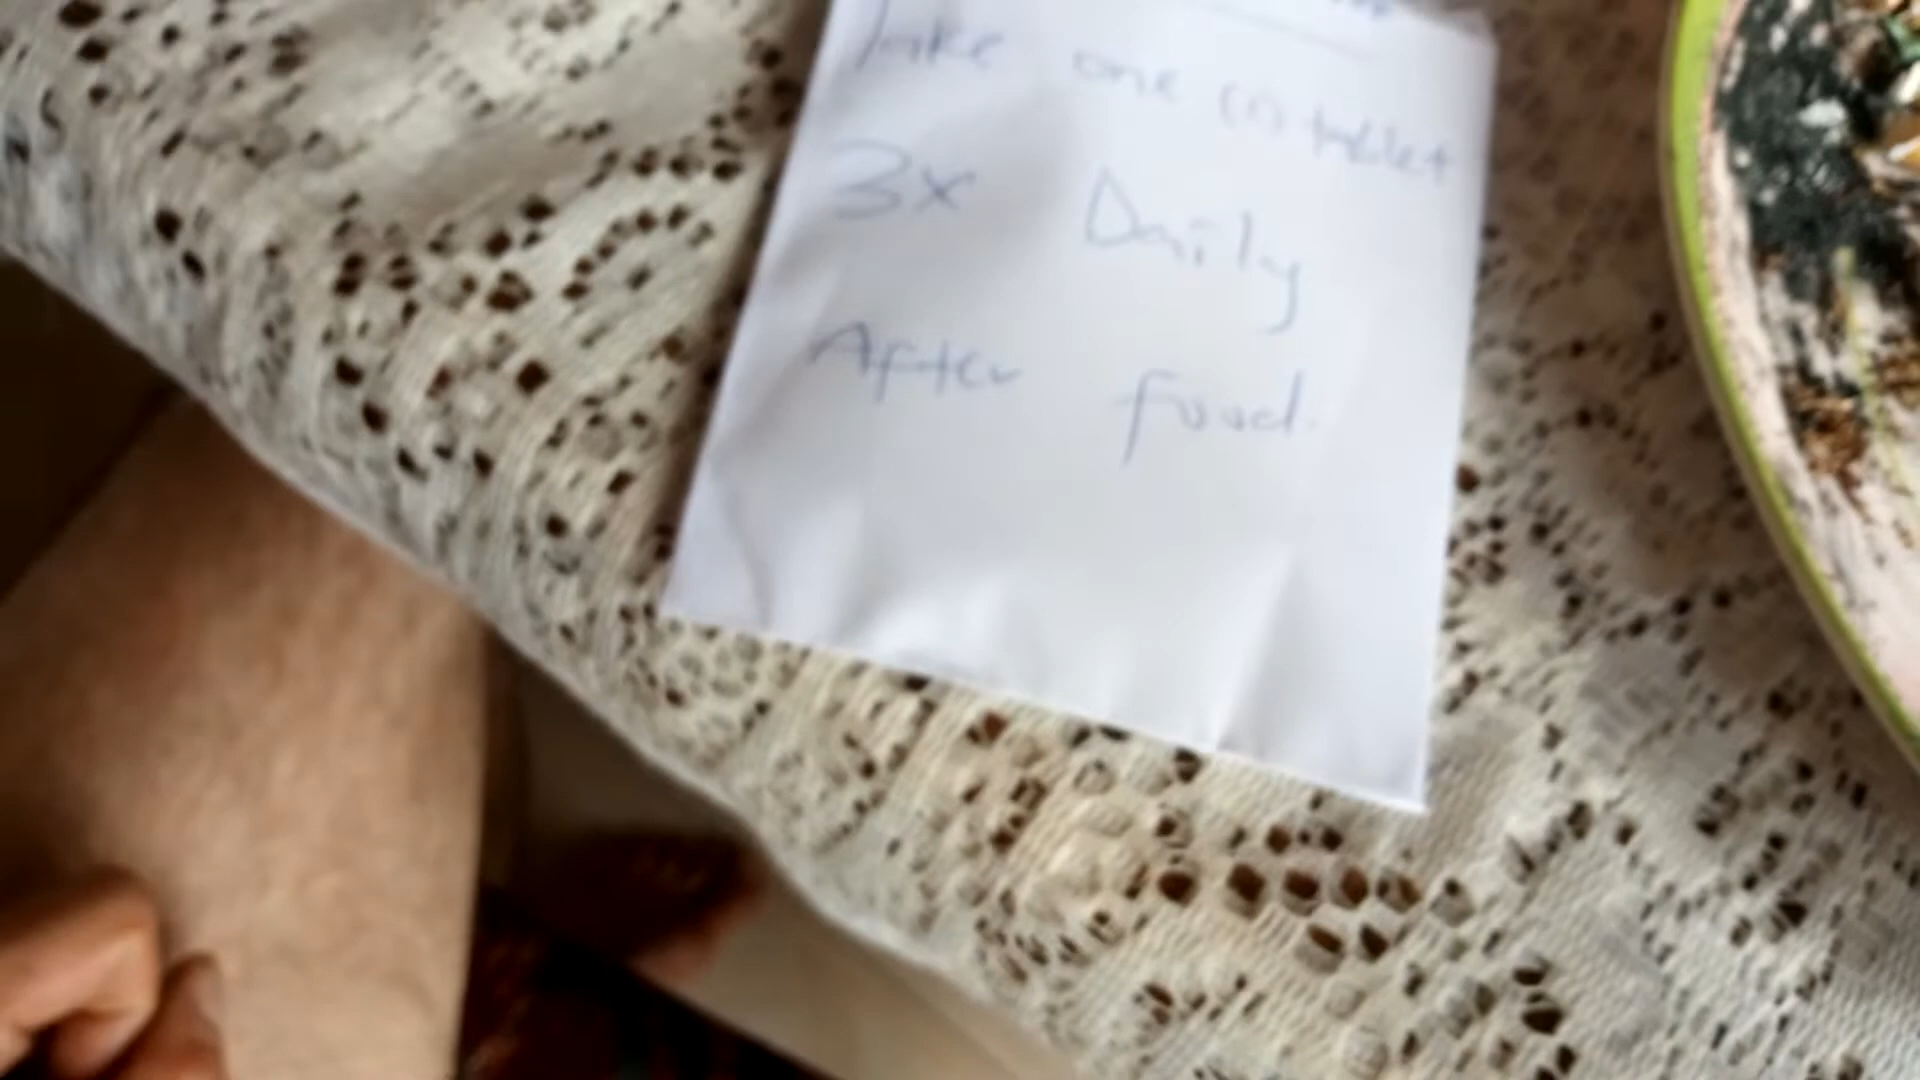 Take one (1) tablet
3x Daily
After food.